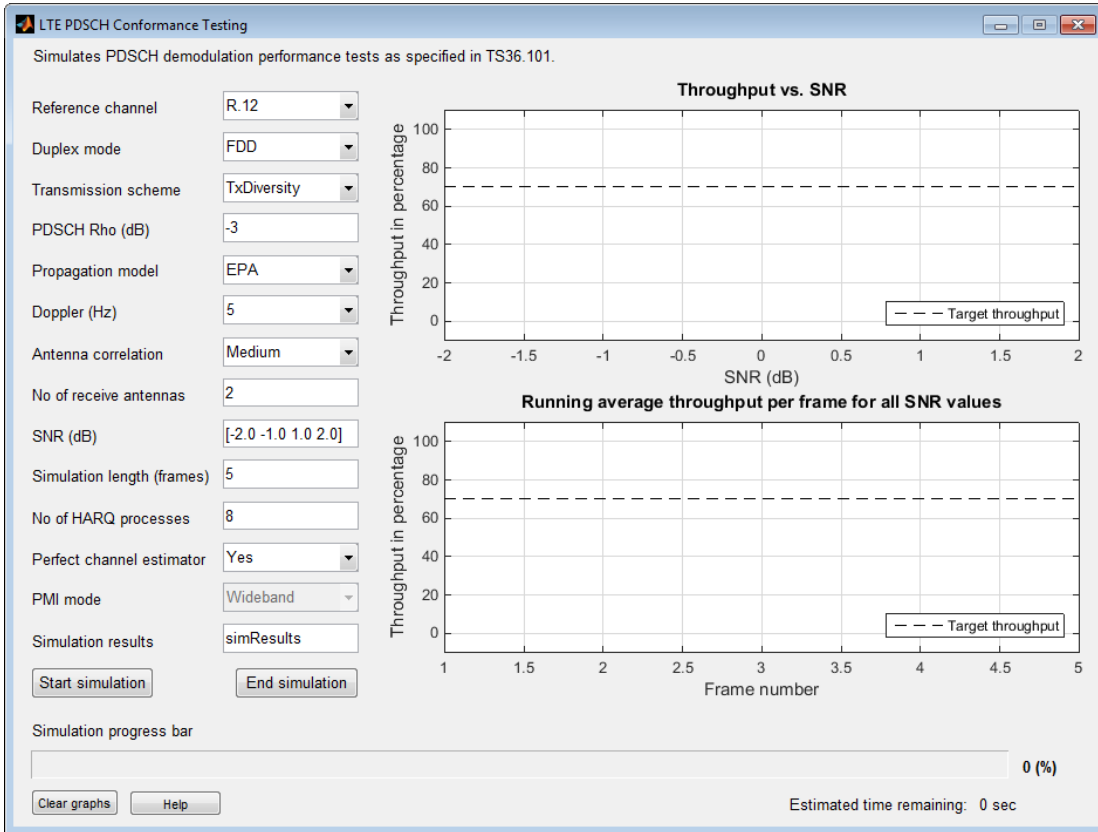 LTE PDSCH Conformance Testing
Simulates PDSCH demodulation performance tests as specified in TS36.101.
Reference channel R.12
Duplex mode FDD
Transmission scheme TxDiversity
PDSCH Rho (dB) -3
Propagation model EPA
Doppler (Hz) 5
Antenna correlation Medium
No of receive antennas 2
SNR (dB) [-2.0 -1.0 1.0 2.0]
Simulation length (frames) 5
No of HARQ processes 8
Perfect channel estimator Yes
PMI mode Wideband
Simulation results simResults
Start simulation End simulation
Throughput vs. SNR
Throughput in percentage
100
80
60
40
20
0
Target throughput
-2 -1.5 -1 -0.5 0 0.5 1 1.5 2
SNR (dB)
Running average throughput per frame for all SNR values
Throughput in percentage
100
80
60
40
20
0
Target throughput
1 1.5 2 2.5 3 3.5 4 4.5 5
Frame number
Simulation progress bar
0 (%)
Clear graphs Help Estimated time remaining: 0 sec